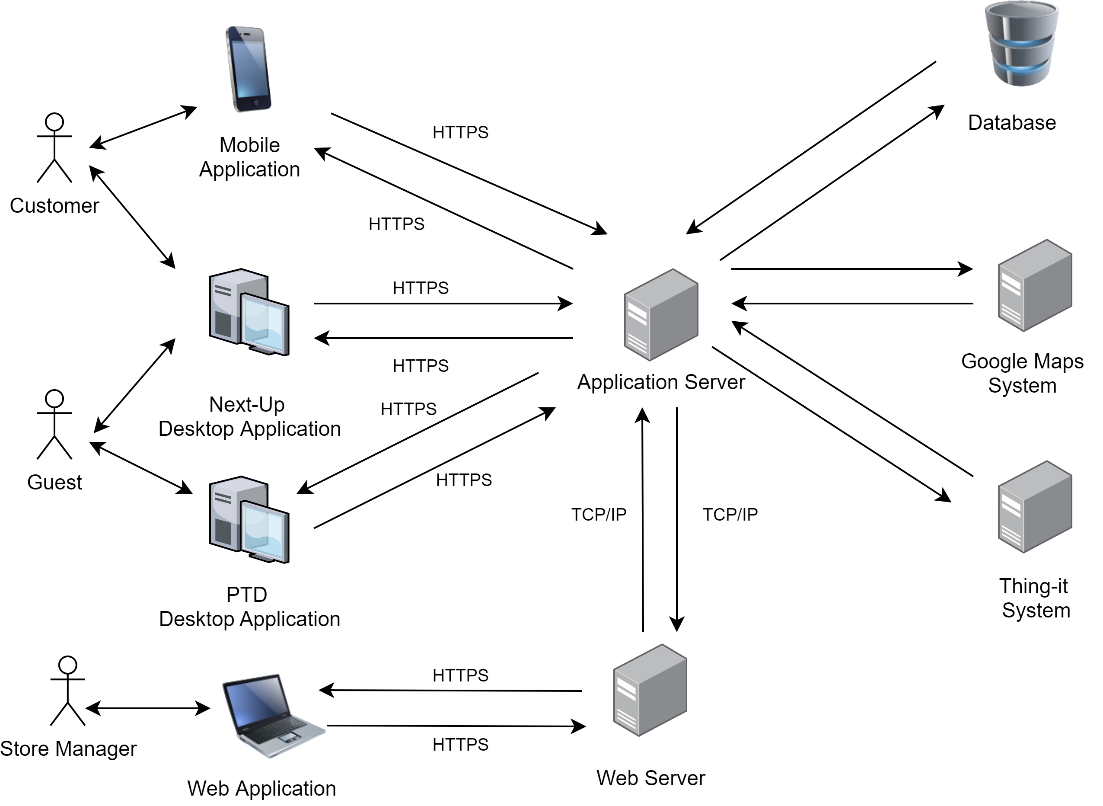 Database
HTTPS
Mobile
Application
Customer
HTTPS
HTTPS
Google Maps
System
Application Server
HTTPS
Next-Up
Desktop Application
HTTPS
Guest
HTTPS
TCP/IP
TCP/IP
Thing-it
System
PTD
Desktop Application
HTTPS
Store Manager
HTTPS
Web Application
Web Server